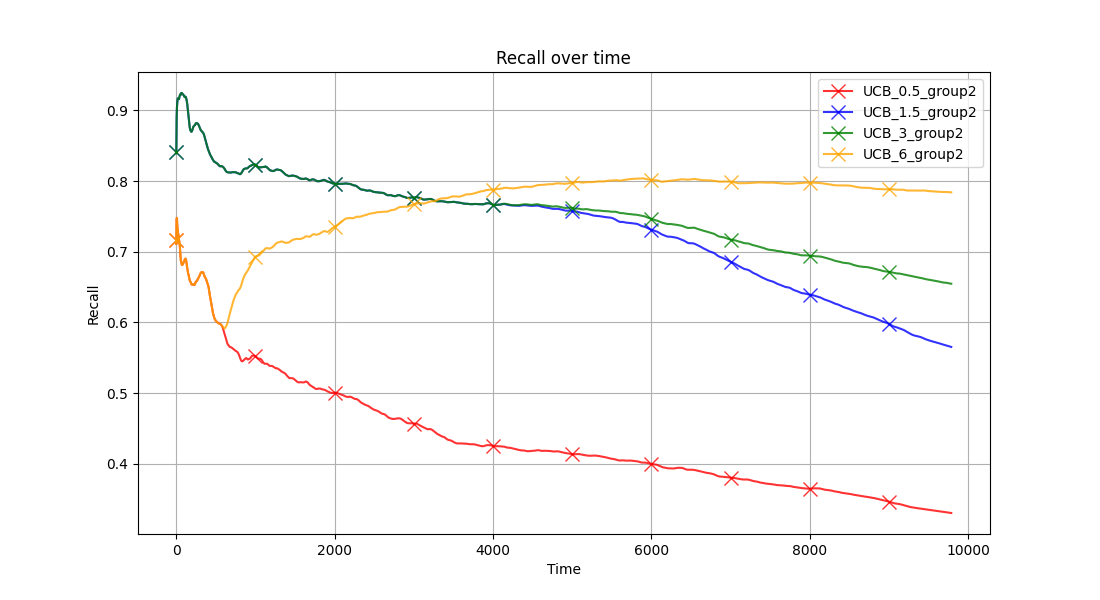 Recall over time
UCB_0.5_group2
UCB_1.5_group2
UCB_3_group2
UCB_6_group2
0.9
0.8
0.7
0.6
0.5
0.4
Recall
0 2000 4000 6000 8000 10000
Time